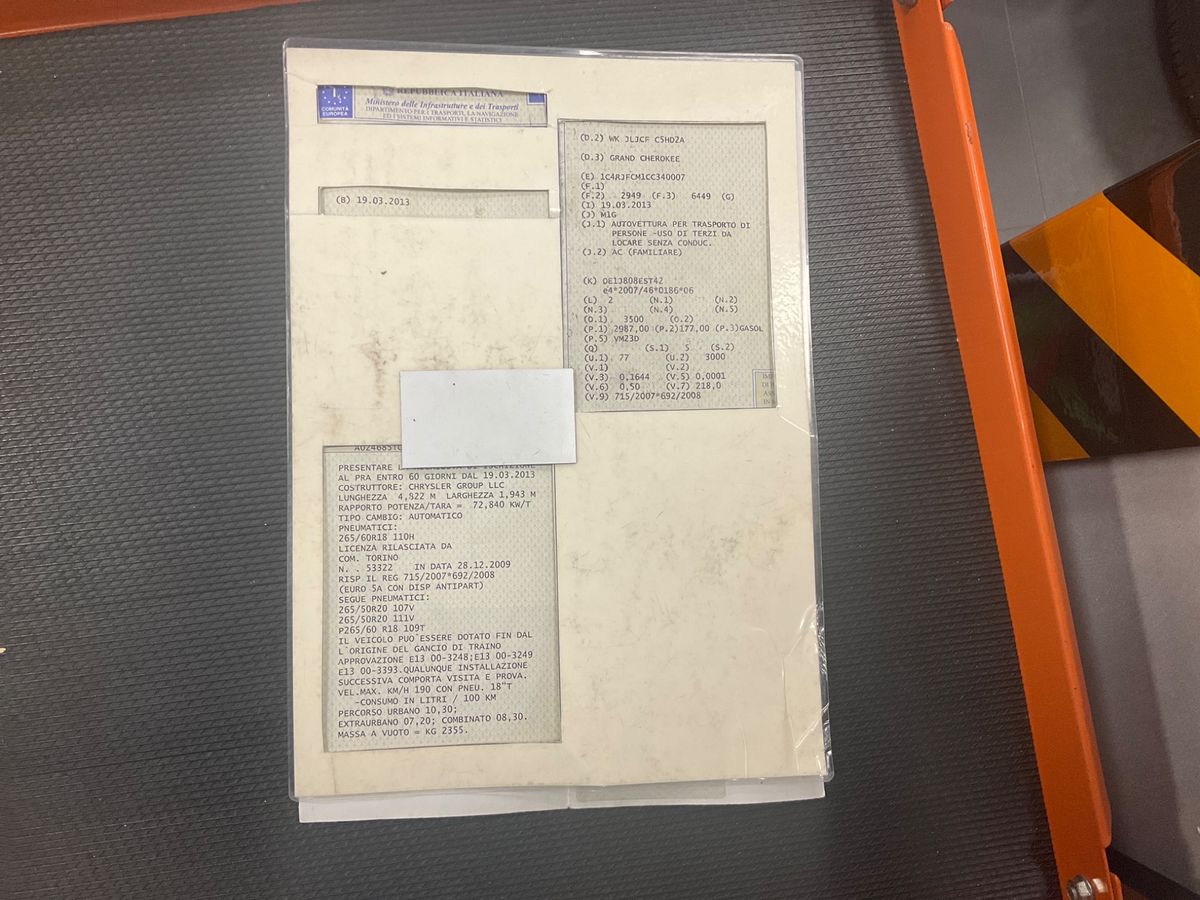 COMUNITÀ
EUROPEA
REPUBBLICA ITALIANA
Ministero delle Infrastrutture e dei Trasporti
DIPARTIMENTO PER I TRASPORTI, LA NAVIGAZIONE
ED I SISTEMI INFORMATIVI E STATISTICI
(B) 19.03.2013
PRESENTARE
AL PRA ENTRO 60 GIORNI DAL 19.03.2013
COSTRUTTORE: CHRYSLER GROUP LLC
LUNGHEZZA 4,822 M LARGHEZZA 1,943 M
RAPPORTO POTENZA/TARA = 72,840 KW/T
TIPO CAMBIO: AUTOMATICO
PNEUMATICI:
265/60R18 110H
LICENZA RILASCIATA DA
COM. TORINO
N. . 53322 IN DATA 28.12.2009
RISP IL REG 715/2007*692/2008
(EURO 5A CON DISP ANTIPART)
SEGUE PNEUMATICI:
265/50R20 107V
265/50R20 111V
P265/60 R18 109T
IL VEICOLO PUO`ESSERE DOTATO FIN DAL
L`ORIGINE DEL GANCIO DI TRAINO
APPROVAZIONE E13 00-3248;E13 00-3249
E13 00-3393.QUALUNQUE INSTALLAZIONE
SUCCESSIVA COMPORTA VISITA E PROVA.
VEL.MAX. KM/H 190 CON PNEU. 18"T
-CONSUMO IN LITRI / 100 KM
PERCORSO URBANO 10,30;
EXTRAURBANO 07,20; COMBINATO 08,30.
MASSA A VUOTO = KG 2355.
(D.2) WK JLJCF C5HD2A
(D.3) GRAND CHEROKEE
(E) 1C4RJFCM1CC340007
(F.1)
(F.2) 2949 (F.3) 6449 (G)
(I) 19.03.2013
(J) M1G
(J.1) AUTOVETTURA PER TRASPORTO DI
PERSONE -USO DI TERZI DA
LOCARE SENZA CONDUC.
(J.2) AC (FAMILIARE)
(K) OE1J808EST42
e4*2007/46*0186*06
(L) 2 (N.1) (N.2)
(N.3) (N.4) (N.5)
(O.1) 3500 (O.2)
(P.1) 2987,00 (P.2)177,00 (P.3)GASOL
(P.5) VM23D
(Q) (S.1) 5 (S.2)
(U.1) 77 (U.2) 3000
(V.1) (V.2)
(V.3) 0,1644 (V.5) 0,0001
(V.6) 0,50 (V.7) 218,0
(V.9) 715/2007*692/2008